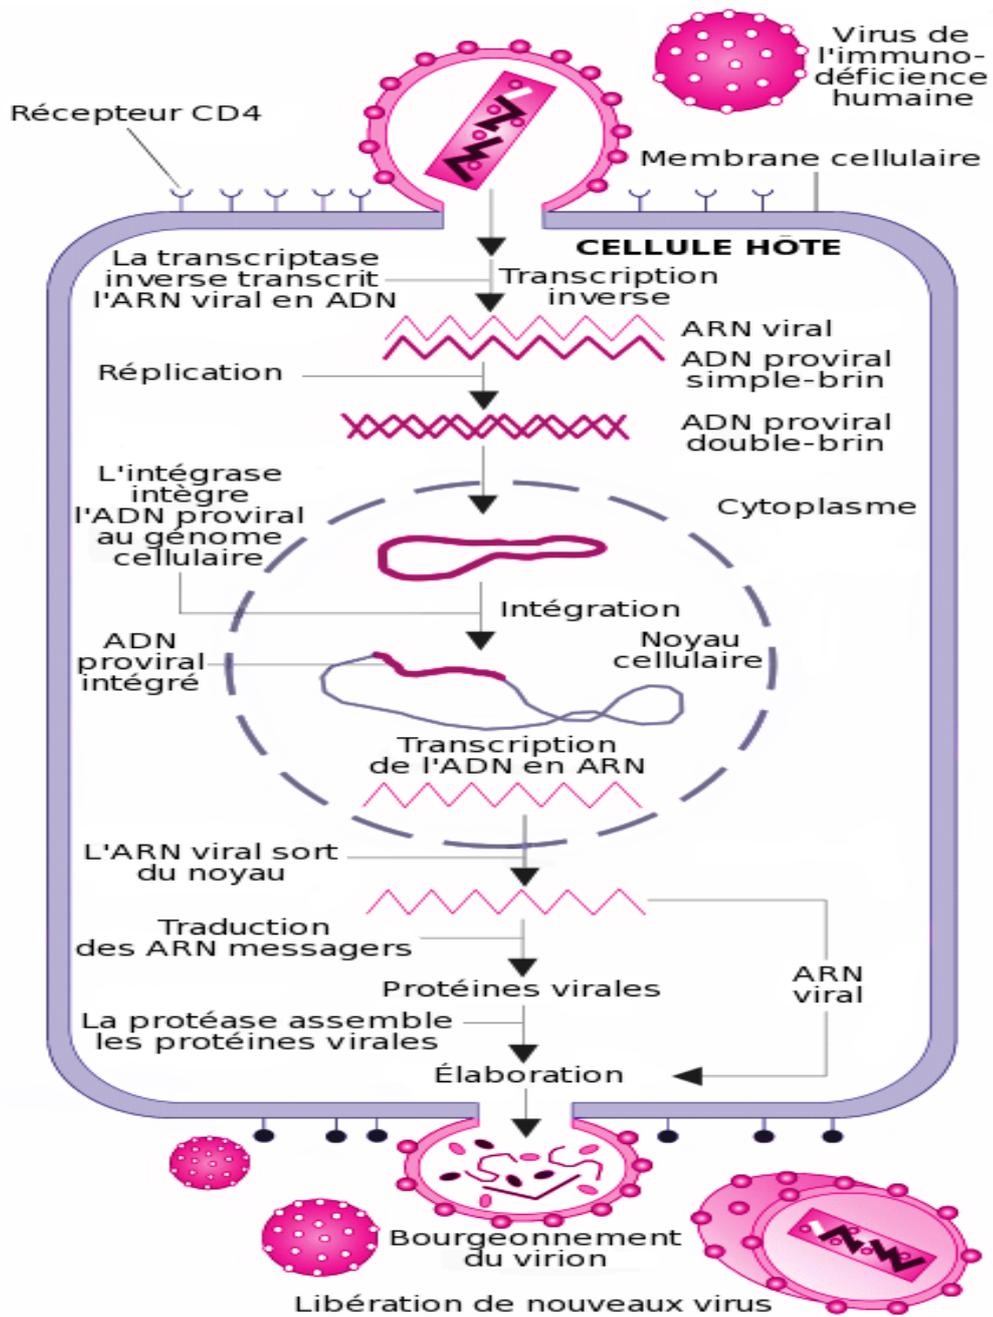 Virus de
l'immuno-
déficience
humaine
Récepteur CD4
Membrane cellulaire
CELLULE HÔTE
La transcriptase
inverse transcrit
l'ARN viral en ADN
Transcription
inverse
ARN viral
ADN proviral
simple-brin
Réplication
ADN proviral
double-brin
L'intégrase
intègre
l'ADN proviral
au génome
cellulaire
Cytoplasme
Intégration
ADN
proviral
intégré
Noyau
cellulaire
Transcription
de l'ADN en ARN
L'ARN viral sort
du noyau
Traduction
des ARN messagers
ARN
viral
Protéines virales
La protéase assemble
les protéines virales
Élaboration
Bourgeonnement
du virion
Libération de nouveaux virus